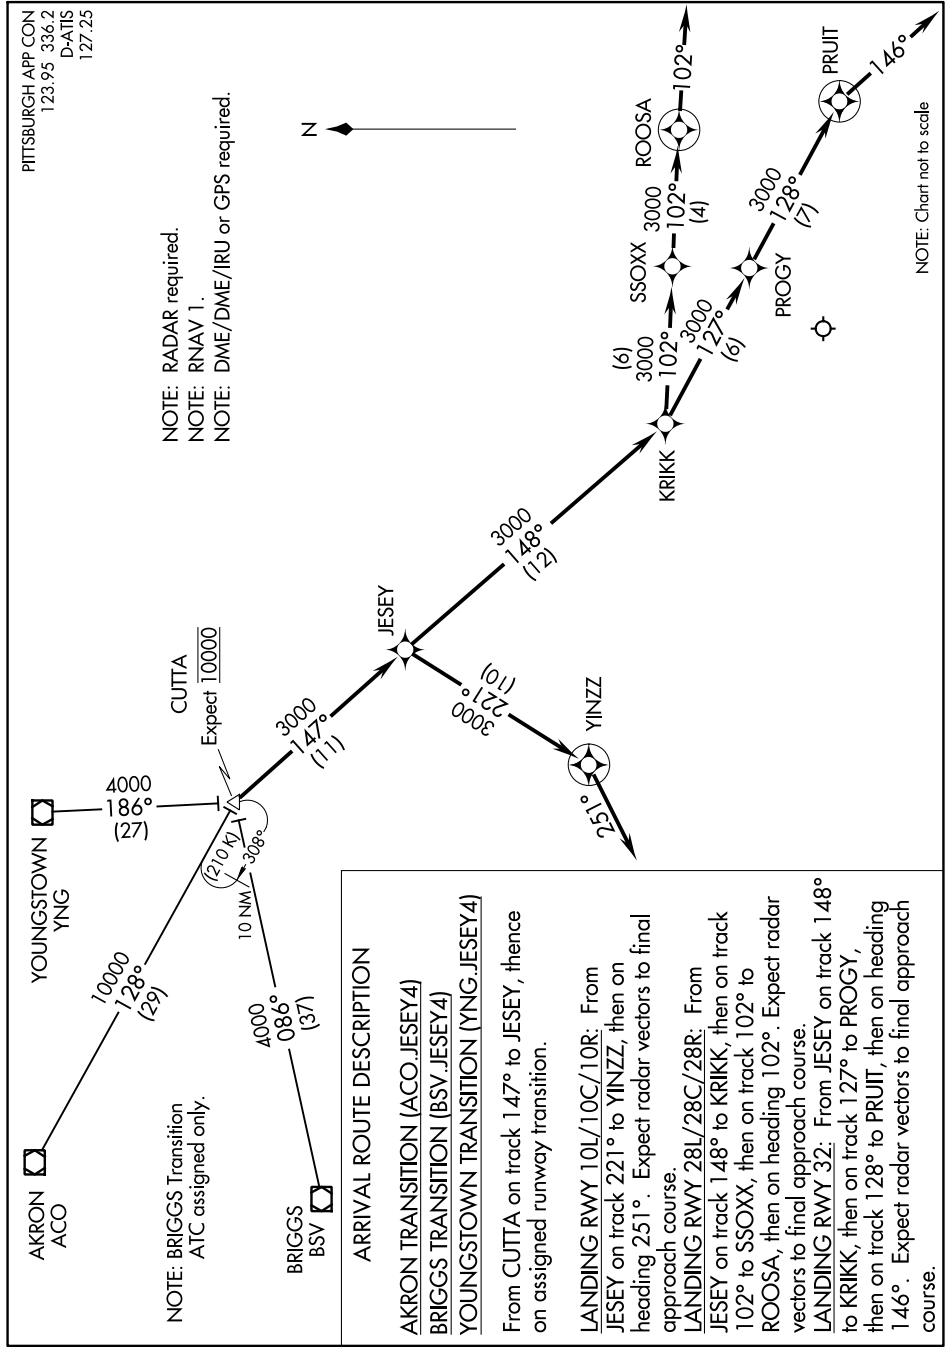 PITTSBURGH APP CON
123.95 336.2
D-ATIS
127.25
NOTE: RADAR required.
NOTE: RNAV 1.
NOTE: DME/DME/IRU or GPS required.
N
YOUNGSTOWN
YNG
4000
186°
(27)
CUTTA
Expect 10000
AKRON
ACO
10000
128°
(29)
NOTE: BRIGGS Transition
ATC assigned only.
BRIGGS
BSV
4000
086°
(37)
10 NM
(210 K)
308°
3000
147°
(11)
JESEY
3000
221°
(10)
YINZZ
251°
3000
148°
(12)
KRIKK
(6)
3000
102°
SSOXX
3000
102°
(4)
ROOSA
102°
3000
127°
(6)
PROGY
3000
128°
(7)
PRUIT
146°
NOTE: Chart not to scale
ARRIVAL ROUTE DESCRIPTION
AKRON TRANSITION (ACO.JESEY4)
BRIGGS TRANSITION (BSV.JESEY4)
YOUNGSTOWN TRANSITION (YNG.JESEY4)
From CUTTA on track 147° to JESEY, thence
on assigned runway transition.
LANDING RWY 10L/10C/10R: From
JESEY on track 221° to YINZZ, then on
heading 251°. Expect radar vectors to final
approach course.
LANDING RWY 28L/28C/28R: From
JESEY on track 148° to KRIKK, then on track
102° to SSOXX, then on track 102° to
ROOSA, then on heading 102°. Expect radar
vectors to final approach course.
LANDING RWY 32: From JESEY on track 148°
to KRIKK, then on track 127° to PROGY,
then on track 128° to PRUIT, then on heading
146°. Expect radar vectors to final approach
course.